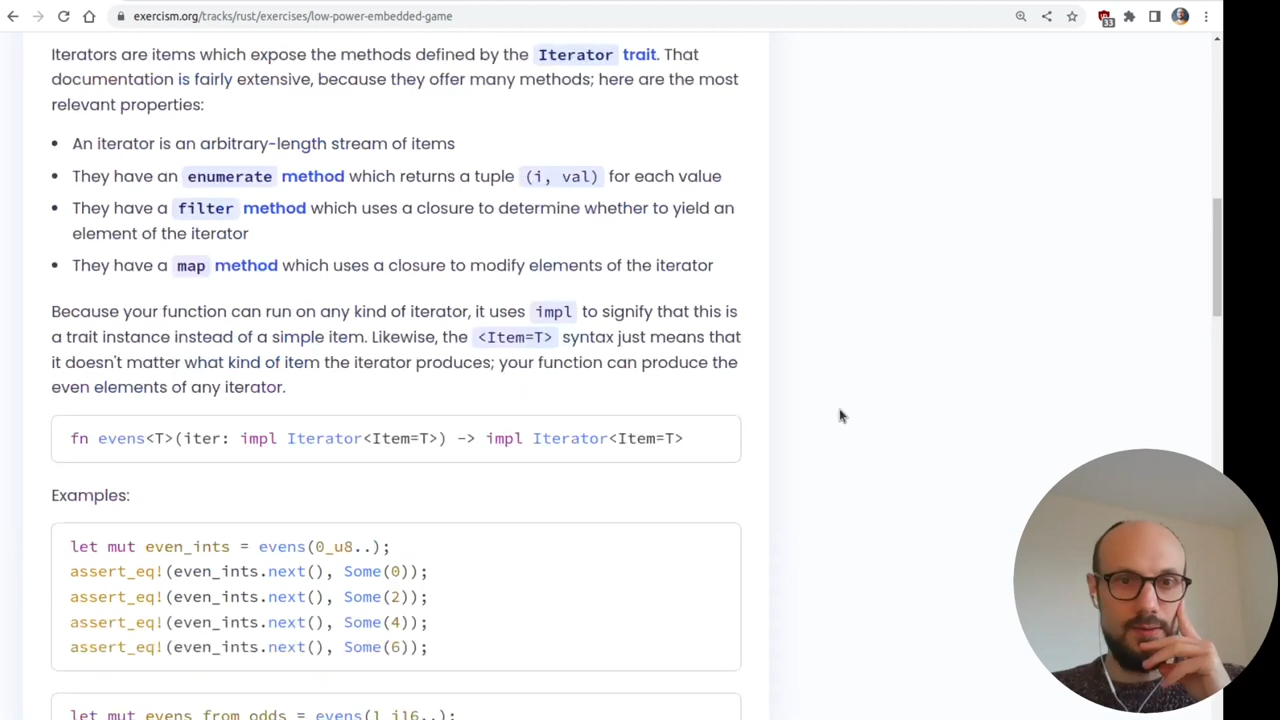 exercism.org/tracks/rust/exercises/low-power-embedded-game
33
Iterators are items which expose the methods defined by the Iterator trait. That
documentation is fairly extensive, because they offer many methods; here are the most
relevant properties:
• An iterator is an arbitrary-length stream of items
• They have an enumerate method which returns a tuple (i, val) for each value
• They have a filter method which uses a closure to determine whether to yield an
element of the iterator
• They have a map method which uses a closure to modify elements of the iterator
Because your function can run on any kind of iterator, it uses impl to signify that this is
a trait instance instead of a simple item. Likewise, the <Item=T> syntax just means that
it doesn't matter what kind of item the iterator produces; your function can produce the
even elements of any iterator.
fn evens<T>(iter: impl Iterator<Item=T>) -> impl Iterator<Item=T>
Examples:
let mut even_ints = evens(0_u8..);
assert_eq!(even_ints.next(), Some(0));
assert_eq!(even_ints.next(), Some(2));
assert_eq!(even_ints.next(), Some(4));
assert_eq!(even_ints.next(), Some(6));
let mut evens_from_odds = evens(1_i16..);